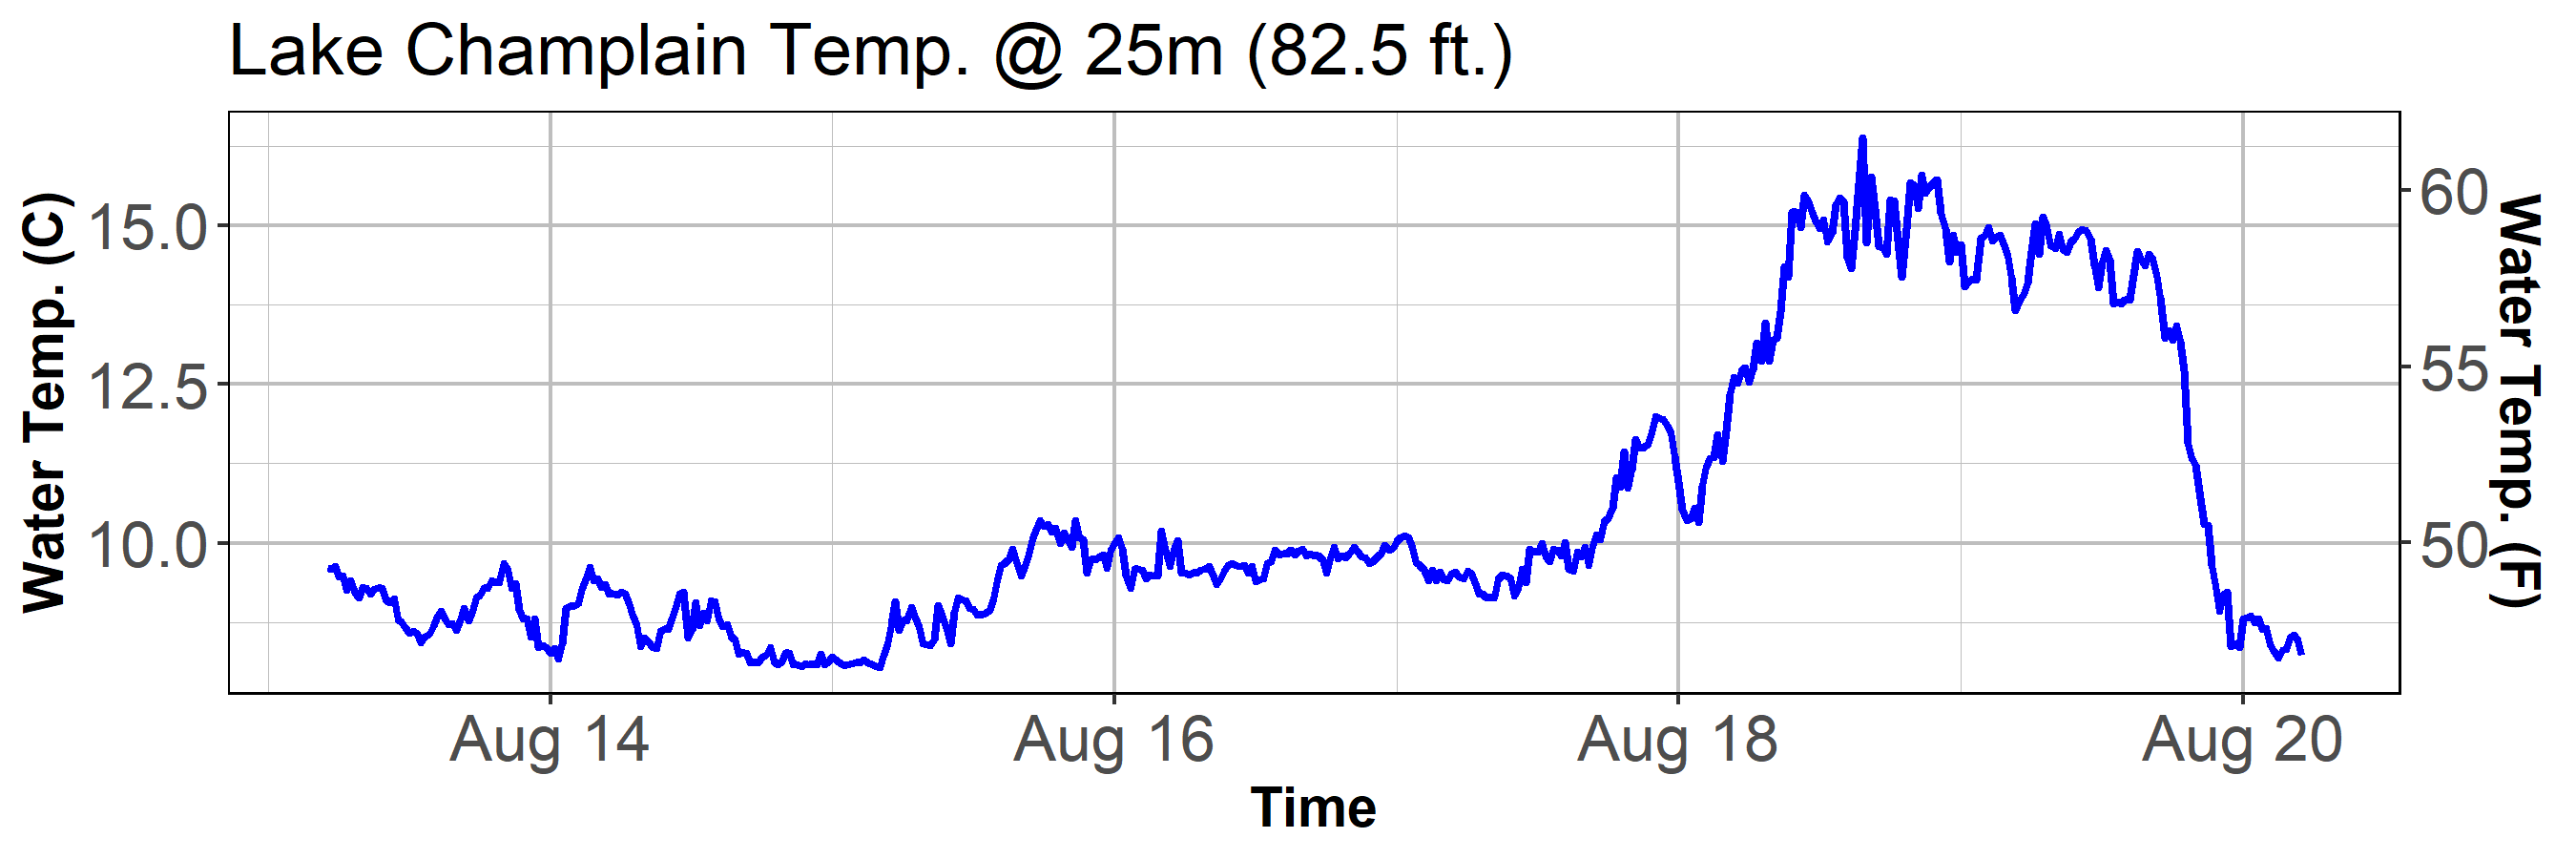 Lake Champlain Temp. @ 25m (82.5 ft.)
Water Temp. (C)
15.0
12.5
10.0
60
55
50
Water Temp. (F)
Aug 14 Aug 16 Aug 18 Aug 20
Time